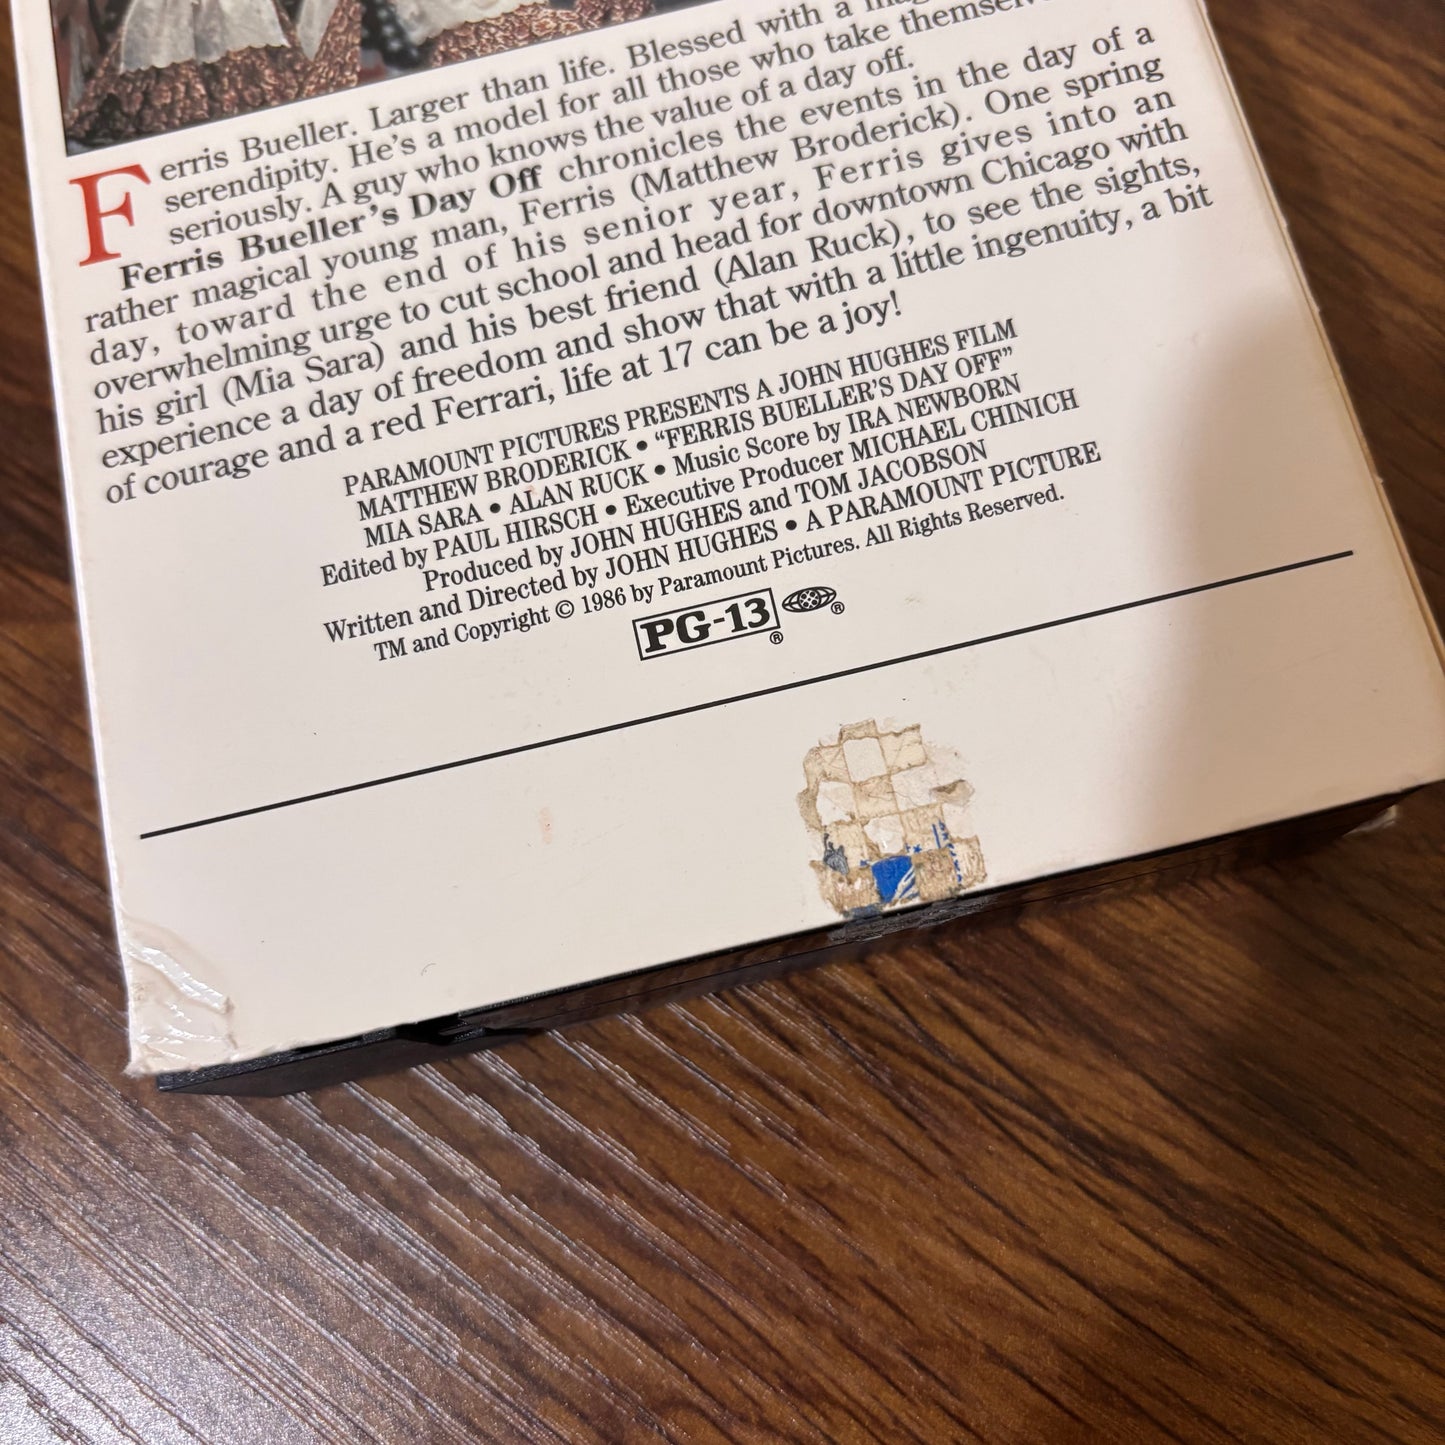 Ferris Bueller. Larger than life. Blessed with a
serendipity. He's a model for all those who take
seriously. A guy who knows the value of a day off.
Ferris Bueller's Day Off chronicles the events in the day of a
rather magical young man, Ferris (Matthew Broderick). One spring
day, toward the end of his senior year, Ferris gives into an
overwhelming urge to cut school and head for downtown Chicago with
his girl (Mia Sara) and his best friend (Alan Ruck), to see the sights,
experience a day of freedom and show that with a little ingenuity, a bit
of courage and a red Ferrari, life at 17 can be a joy!
PARAMOUNT PICTURES PRESENTS A JOHN HUGHES FILM
MATTHEW BRODERICK • “FERRIS BUELLER'S DAY OFF”
MIA SARA • ALAN RUCK • Music Score by IRA NEWBORN
Edited by PAUL HIRSCH • Executive Producer MICHAEL CHINICH
Produced by JOHN HUGHES and TOM JACOBSON
Written and Directed by JOHN HUGHES • A PARAMOUNT PICTURE
TM and Copyright © 1986 by Paramount Pictures. All Rights Reserved.
PG-13® ®